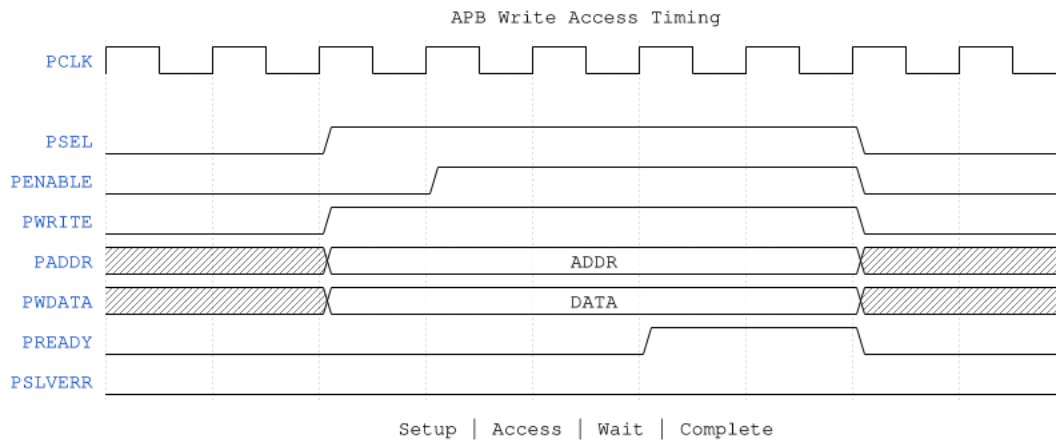 APB Write Access Timing
PCLK
PSEL
PENABLE
PWRITE
PADDR ADDR
PWDATA DATA
PREADY
PSLVERR
Setup | Access | Wait | Complete